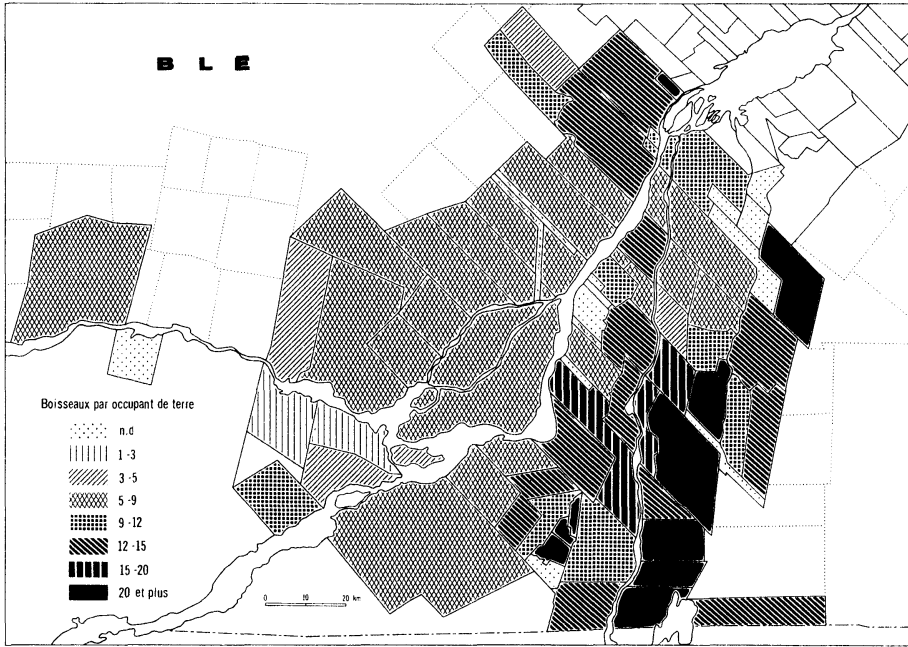 B L E
Boisseaux par occupant de terre
n.d
1-3
3-5
5-9
9-12
12-15
15-20
20 et plus
0 10 20 km